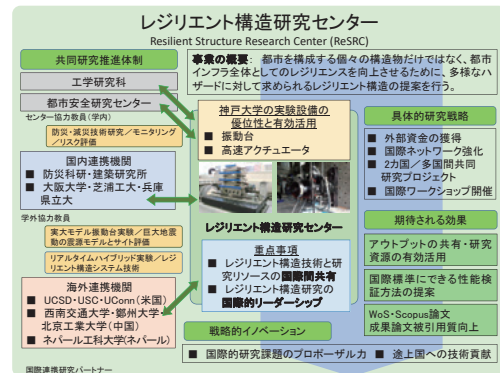 レジリエント構造研究センター
Resilient Structure Research Center (ReSRC)
共同研究推進体制
工学研究科
都市安全研究センター
センター協力教員(学内)
防災・減災技術研究/モニタリング
/リスク評価
国内連携機関
■ 防災科研・建築研究所
■ 大阪大学・芝浦工大・兵庫
県立大
学外協力教員
実大モデル振動台実験/巨大地震
動の震源モデルとサイト評価
リアルタイムハイブリッド実験/レジ
リエント構造システム技術
海外連携機関
■ UCSD・USC・UConn(米国)
■ 西南交通大学・鄭州大学・
北京工業大学(中国)
■ ネパール工科大学(ネパール)
国際連携研究パートナー
事業の概要: 都市を構成する個々の構造物だけではなく、都市
インフラ全体としてのレジリエンスを向上させるために、多様なハ
ザードに対して求められるレジリエント構造の提案を行う。
神戸大学の実験設備の
優位性と有効活用
■ 振動台
■ 高速アクチュエータ
レジリエント構造研究センター
重点事項
■ レジリエント構造技術と研
究リソースの国際間共有
■ レジリエント構造研究の
国際的リーダーシップ
戦略的イノベーション
■ 国際的研究課題のプロポーザル力 ■ 途上国への技術貢献
具体的研究戦略
■ 外部資金の獲得
■ 国際ネットワーク強化
■ 2力国/多国間共同
研究プロジェクト
■ 国際ワークショップ開催
期待される効果
アウトプットの共有・研究
資源の有効活用
国際標準にできる性能検
証方法の提案
WoS・Scopus論文
成果論文被引用質向上